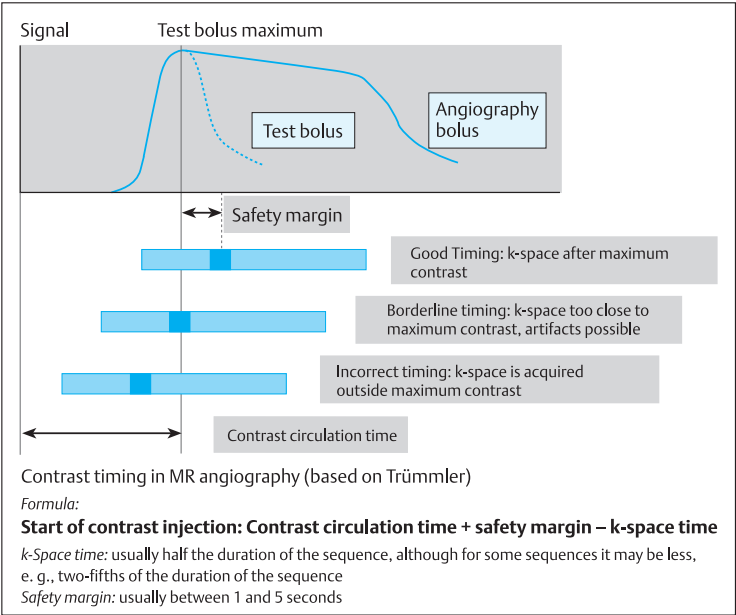 Signal
Test bolus maximum
Test bolus
Angiography
bolus
Safety margin
Good Timing: k-space after maximum
contrast
Borderline timing: k-space too close to
maximum contrast, artifacts possible
Incorrect timing: k-space is acquired
outside maximum contrast
Contrast circulation time
Contrast timing in MR angiography (based on Trümmler)
Formula:
Start of contrast injection: Contrast circulation time + safety margin – k-space time
k-Space time: usually half the duration of the sequence, although for some sequences it may be less,
e. g., two-fifths of the duration of the sequence
Safety margin: usually between 1 and 5 seconds